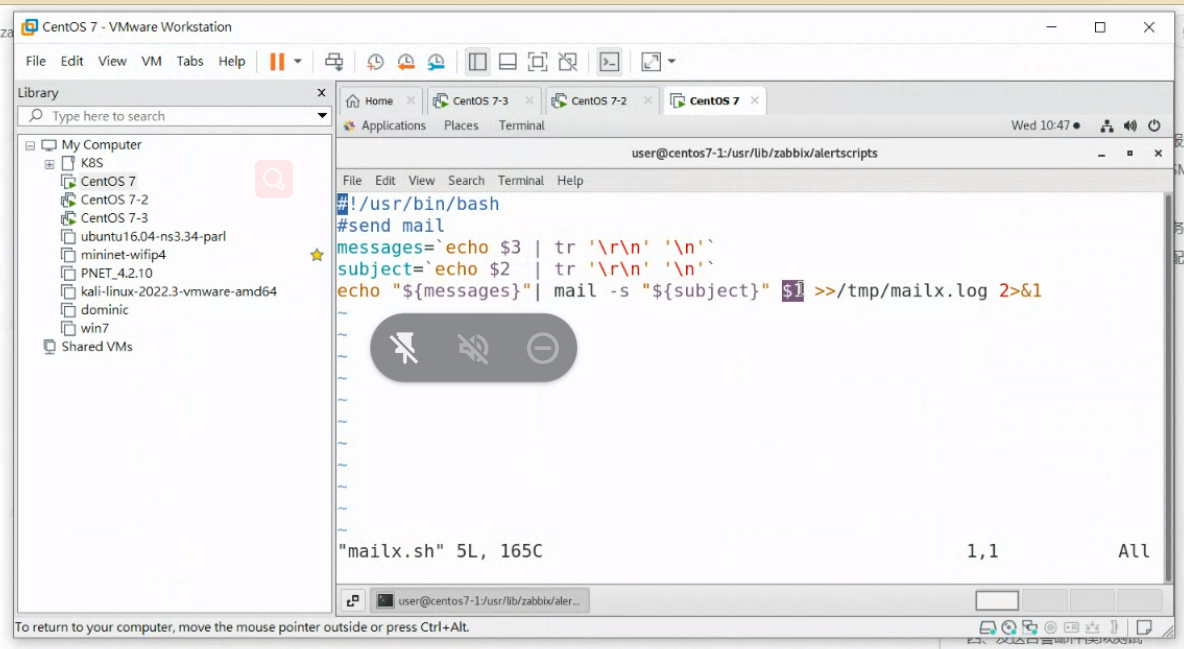 CentOS 7 - VMware Workstation
File Edit View VM Tabs Help
Library x
Type here to search
My Computer
K8S
CentOS 7
CentOS 7-2
CentOS 7-3
ubuntu16.04-ns3.34-parl
mininet-wifip4
PNET_4.2.10
kali-linux-2022.3-vmware-amd64
dominic
win7
Shared VMs
Home CentOS 7-3 CentOS 7-2 CentOS 7
Applications Places Terminal Wed 10:47
user@centos7-1:/usr/lib/zabbix/alertscripts
File Edit View Search Terminal Help
#!/usr/bin/bash
#send mail
messages=`echo $3 | tr '\r\n' '\n'`
subject=`echo $2 | tr '\r\n' '\n'`
echo "${messages}"| mail -s "${subject}" $1 >>/tmp/mailx.log 2>&1
~
~
~
~
~
~
~
~
~
~
~
"mailx.sh" 5L, 165C 1,1 All
user@centos7-1:/usr/lib/zabbix/aler...
To return to your computer, move the mouse pointer outside or press Ctrl+Alt.